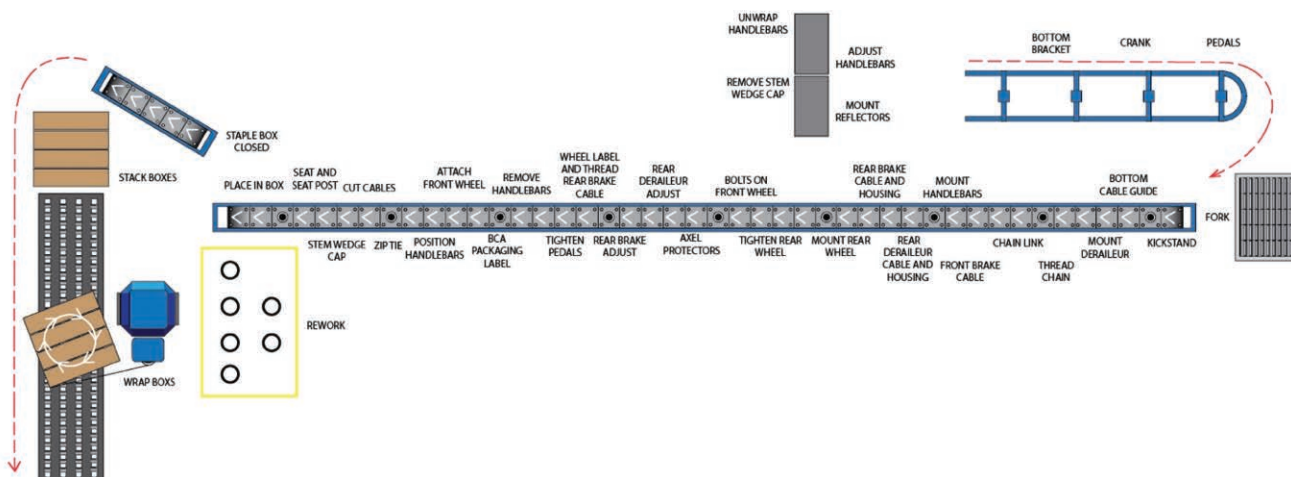 UNWRAP
HANDLEBARS
ADJUST
HANDLEBARS
REMOVE STEM
WEDGE CAP
MOUNT
REFLECTORS
BOTTOM
BRACKET
CRANK
PEDALS
STAPLE BOX
CLOSED
STACK BOXES
PLACE IN BOX
SEAT AND
SEAT POST
CUT CABLES
ATTACH
FRONT WHEEL
REMOVE
HANDLEBARS
WHEEL LABEL
AND THREAD
REAR BRAKE
CABLE
REAR
DERAILEUR
ADJUST
BOLTS ON
FRONT WHEEL
REAR BRAKE
CABLE AND
HOUSING
MOUNT
HANDLEBARS
BOTTOM
CABLE GUIDE
FORK
STEM WEDGE
CAP
ZIP TIE
POSITION
HANDLEBARS
BCA
PACKAGING
LABEL
TIGHTEN
PEDALS
REAR BRAKE
ADJUST
AXEL
PROTECTORS
TIGHTEN REAR
WHEEL
MOUNT REAR
WHEEL
REAR
DERAILEUR
CABLE AND
HOUSING
FRONT BRAKE
CABLE
CHAIN LINK
THREAD
CHAIN
MOUNT
DERAILEUR
KICKSTAND
REWORK
WRAP BOXS